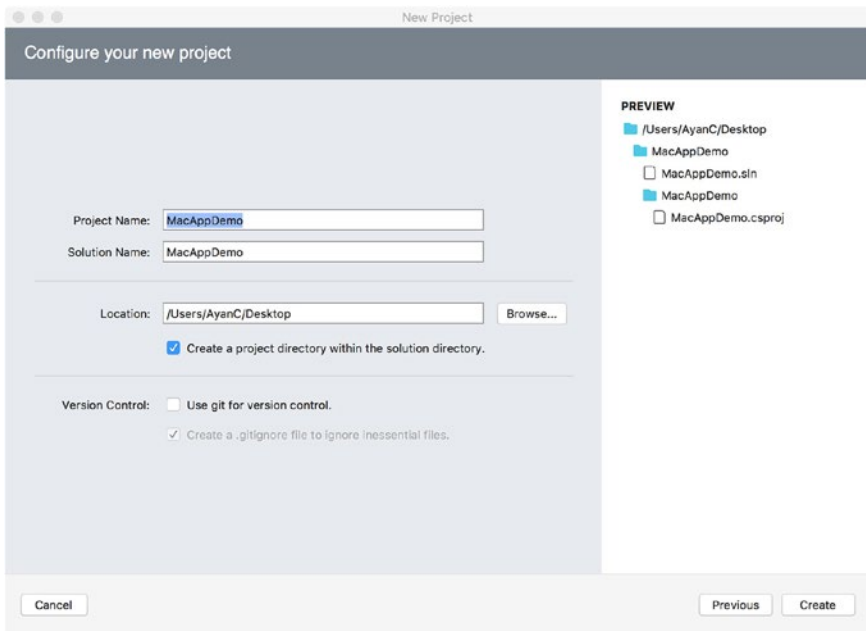 New Project
Configure your new project
Project Name: MacAppDemo
Solution Name: MacAppDemo
Location: /Users/AyanC/Desktop Browse...
Create a project directory within the solution directory.
Version Control: Use git for version control.
Create a .gitignore file to ignore inessential files.
PREVIEW
/Users/AyanC/Desktop
MacAppDemo
MacAppDemo.sln
MacAppDemo
MacAppDemo.csproj
Cancel Previous Create